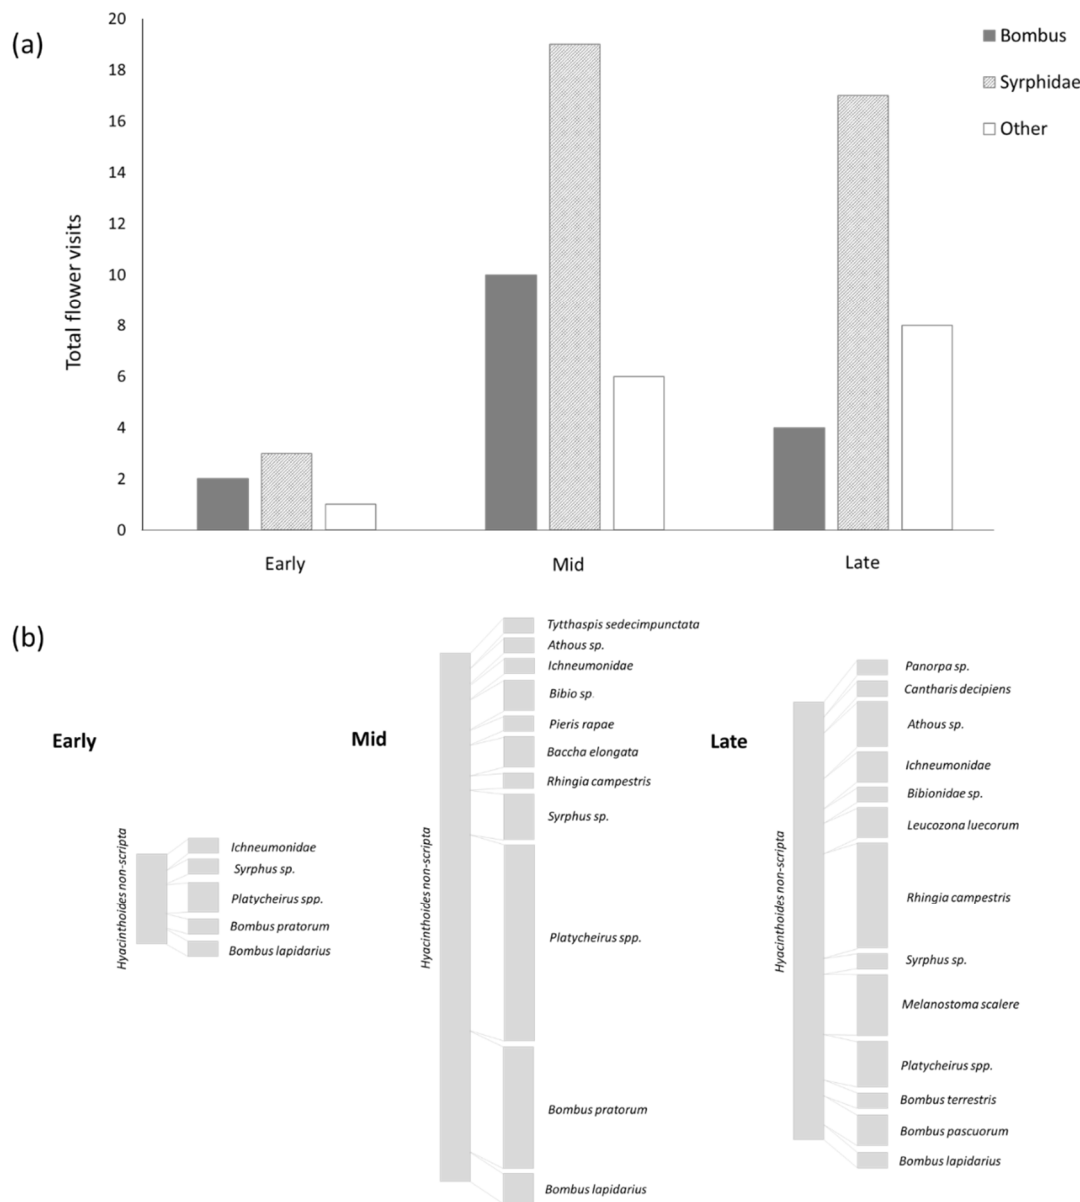 (a)
20
18
16
14
12
10
8
6
4
2
0
Total flower visits
Early
Mid
Late
Bombus
Syrphidae
Other
(b)
Early
Hyacinthoides non-scripta
Ichneumonidae
Syrphus sp.
Platycheirus spp.
Bombus pratorum
Bombus lapidarius
Mid
Hyacinthoides non-scripta
Tytthaspis sedecimpunctata
Athous sp.
Ichneumonidae
Bibio sp.
Pieris rapae
Baccha elongata
Rhingia campestris
Syrphus sp.
Platycheirus spp.
Bombus pratorum
Bombus lapidarius
Late
Hyacinthoides non-scripta
Panorpa sp.
Cantharis decipiens
Athous sp.
Ichneumonidae
Bibionidae sp.
Leucozona luecorum
Rhingia campestris
Syrphus sp.
Melanostoma scalere
Platycheirus spp.
Bombus terrestris
Bombus pascuorum
Bombus lapidarius